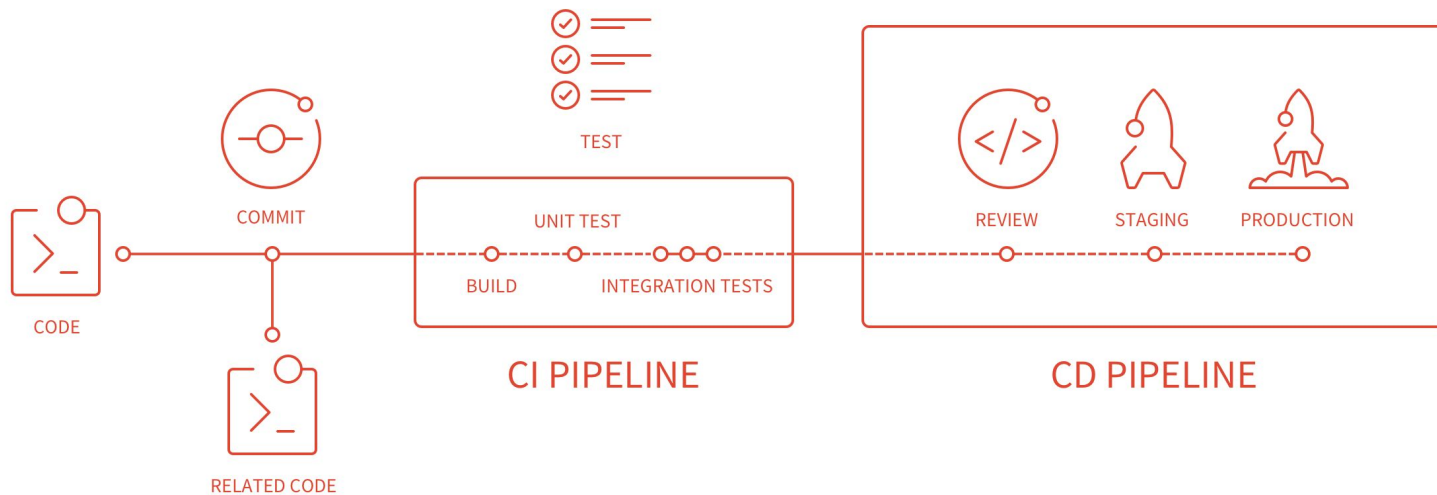 TEST
COMMIT
UNIT TEST
REVIEW
STAGING
PRODUCTION
BUILD
INTEGRATION TESTS
CODE
CI PIPELINE
CD PIPELINE
RELATED CODE